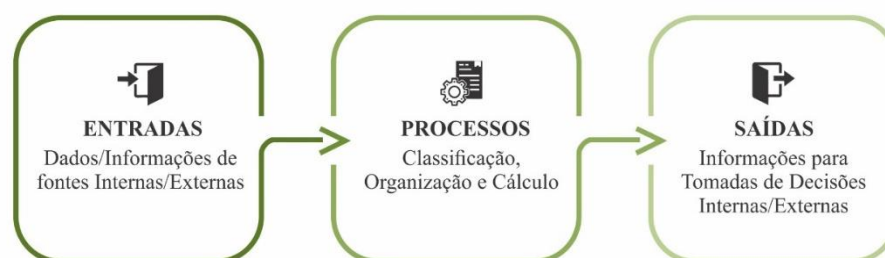 ENTRADAS
Dados/Informações de
fontes Internas/Externas
PROCESSOS
Classificação,
Organização e Cálculo
SAÍDAS
Informações para
Tomadas de Decisões
Internas/Externas